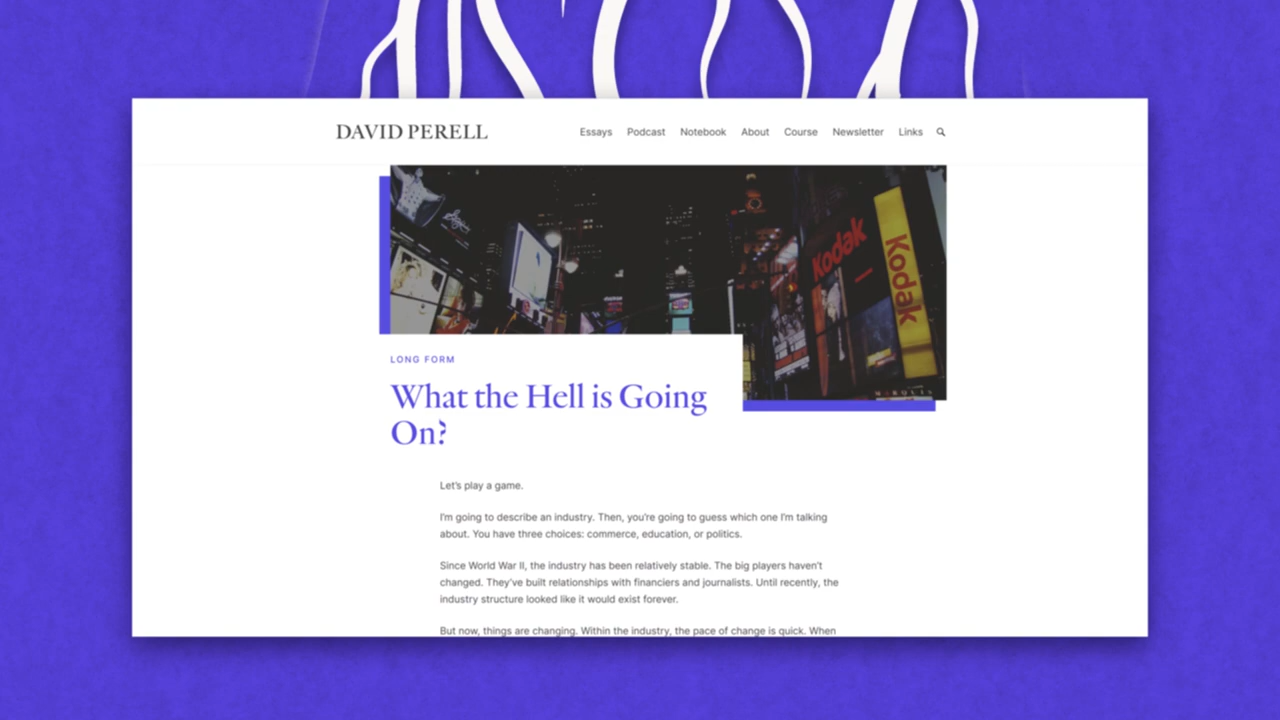 DAVID PERELL
Essays Podcast Notebook About Course Newsletter Links
Kodak
Kodak
LONG FORM
What the Hell is Going
On?
Let's play a game.
I'm going to describe an industry. Then, you're going to guess which one I'm talking
about. You have three choices: commerce, education, or politics.
Since World War II, the industry has been relatively stable. The big players haven't
changed. They've built relationships with financiers and journalists. Until recently, the
industry structure looked like it would exist forever.
But now, things are changing. Within the industry, the pace of change is quick. When